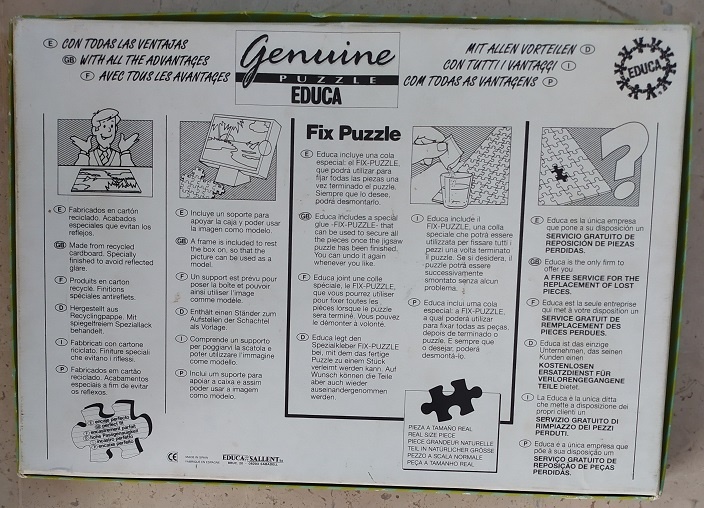 E CON TODAS LAS VENTAJAS
GB WITH ALL THE ADVANTAGES
F AVEC TOUS LES AVANTAGES
Genuine
PUZZLE
EDUCA
MIT ALLEN VORTEILEN D
CON TUTTI I VANTAGGI I
COM TODAS AS VANTAGENS P
EDUCA
E Fabricados en cartón
reciclado. Acabados
especiales que evitan los
reflejos.
GB Made from recycled
cardboard. Specially
finished to avoid reflected
glare.
F Produits en carton
recyclé. Finitions
spéciales antireflets.
D Hergestellt aus
Recyclingpappe. Mit
spiegelfreiem Speziallack
behandelt.
I Fabbricati con cartone
riciclato. Finiture speciali
che evitano i riflessi.
P Fabricados em cartão
reciclado. Acabamentos
especiais a fim de evitar
os reflexos.
E encaje perfecto
GB perfect fit
F encastrement parfait
D hohe Passgenauigkeit
I incastro perfetto
P encaixe perfeito
E Incluye un soporte para
apoyar la caja y poder usar
la imagen como modelo.
GB A frame is included to rest
the box on, so that the
picture can be used as a
model.
F Un support est prévu pour
poser la boîte et pouvoir
ainsi utiliser l'image
comme modèle.
D Enthält einen Ständer zum
Aufstellen der Schachtel
als Vorlage.
I Comprende un supporto
per poggiarvi la scatola e
poter utilizzare l'immagine
come modello.
P Inclui um suporte para
apoiar a caixa e assim
poder usar a imagem
como modelo.
CE
MADE IN SPAIN
EDUCA SALLENT
Fix Puzzle
E Educa incluye una cola
especial: el FIX-PUZZLE,
que podrá utilizar para
fijar todas las piezas una
vez terminado el puzzle.
Siempre que lo desee,
podrá desmontarlo.
GB Educa includes a special
glue -FIX-PUZZLE- that
can be used to secure all
the pieces once the jigsaw
puzzle has been finished.
You can undo it again
whenever you like.
F Educa joint une colle
spéciale, le FIX-PUZZLE,
que vous pourrez utiliser
pour fixer toutes les
pièces lorsque le puzzle
sera terminé. Vous pouvez
le démonter à volonté.
D Educa legt den
Spezialkleber FIX-PUZZLE
bei, mit dem das fertige
Puzzle zu einem Stück
verleimt werden kann. Auf
Wunsch können die Teile
aber auch wieder
auseinandergenommen
werden.
I Educa include il
FIX-PUZZLE, una colla
speciale che potrà essere
utilizzata per fissare tutti i
pezzi una volta terminato
il puzzle. Se si desidera, il
puzzle potrà essere
successivamente
smontato senza alcun
problema.
P Educa inclui uma cola
especial: a FIX-PUZZLE,
a qual poderá utilizar
para fixar todas as peças,
depois de terminado o
puzzle. E sempre que
o desejar, poderá
desmontá-lo.
PIEZA A TAMAÑO REAL
REAL SIZE PIECE
PIECE GRANDEUR NATURELLE
TEIL IN NATÜRLICHER GRÖSSE
PEZZO A SCALA NORMALE
PEÇA A TAMANHO REAL
?
E Educa es la única empresa
que pone a su disposición un
SERVICIO GRATUITO DE
REPOSICIÓN DE PIEZAS
PERDIDAS.
GB Educa is the only firm to
offer you
A FREE SERVICE FOR THE
REPLACEMENT OF LOST
PIECES.
F Educa est la seule entreprise
qui met à votre disposition un
SERVICE GRATUIT DE
REMPLACEMENT DES
PIECES PERDUES.
D Educa ist das einzige
Unternehmen, das seinen
Kunden einen
KOSTENLOSEN
ERSATZDIENST FÜR
VERLORENGEGANGENE
TEILE bietet.
I La Educa è la unica ditta
che mette a disposizione dei
propri clienti un
SERVIZIO GRATUITO DI
RIMPIAZZO DEI PEZZI
PERDUTI.
P Educa é a única empresa que
põe à sua disposição um
SERVIÇO GRATUITO DE
REPOSIÇÃO DE PEÇAS
PERDIDAS.